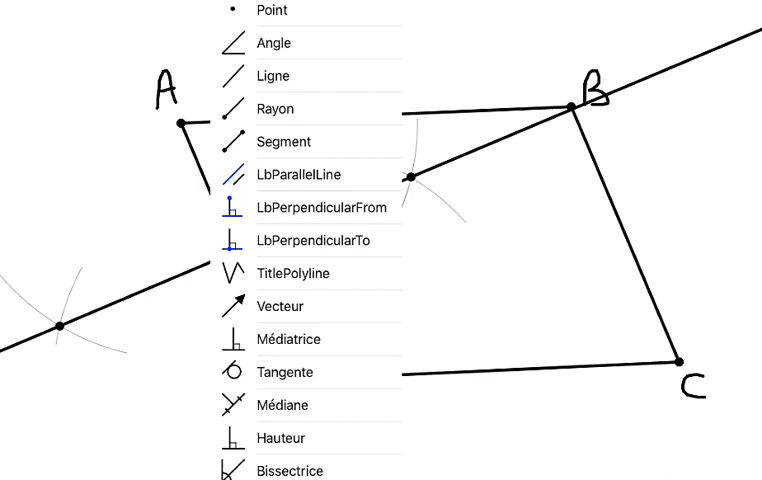 Point
Angle
Ligne
Rayon
Segment
LbParallelLine
LbPerpendicularFrom
LbPerpendicularTo
TitlePolyline
Vecteur
Médiatrice
Tangente
Médiane
Hauteur
Bissectrice
A
B
C